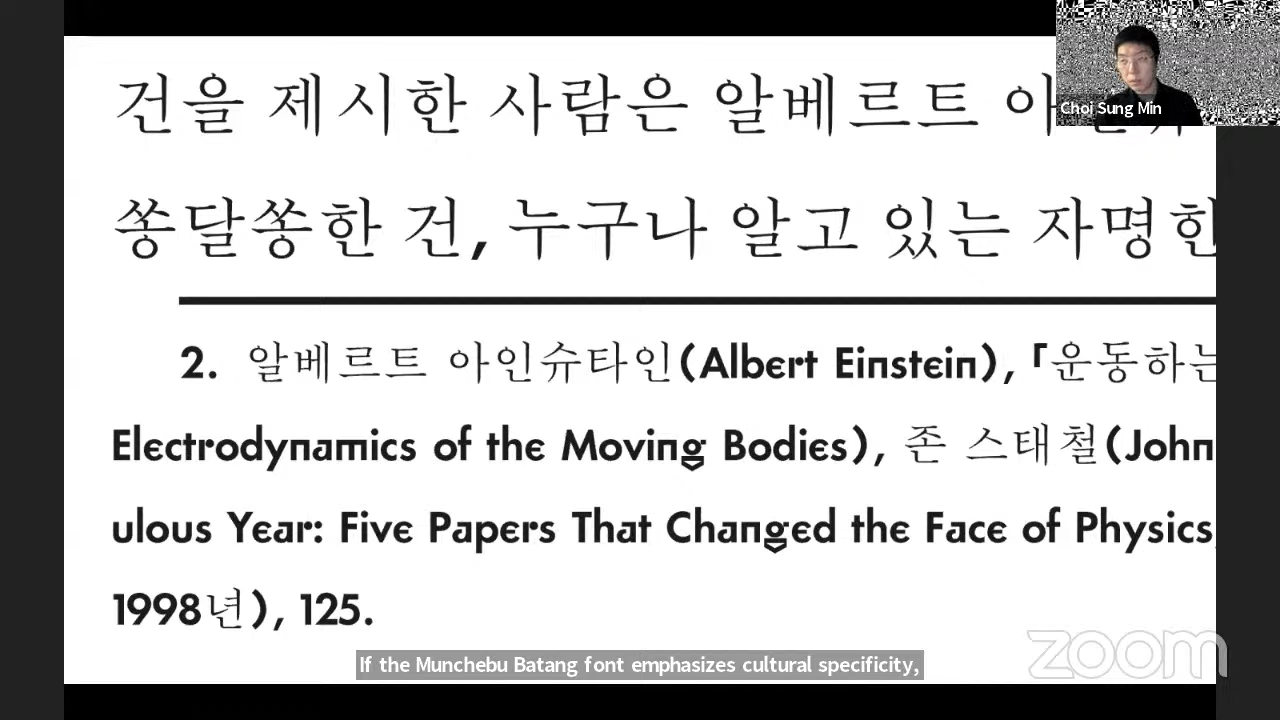 건을 제시한 사람은 알베르트 아
쏭달쏭한 건, 누구나 알고 있는 자명한
2. 알베르트 아인슈타인(Albert Einstein), 「운동하는
Electrodynamics of the Moving Bodies), 존 스태철(John
ulous Year: Five Papers That Changed the Face of Physics,
1998년), 125.
Choi Sung Min
If the Munchebu Batang font emphasizes cultural specificity,
zoom